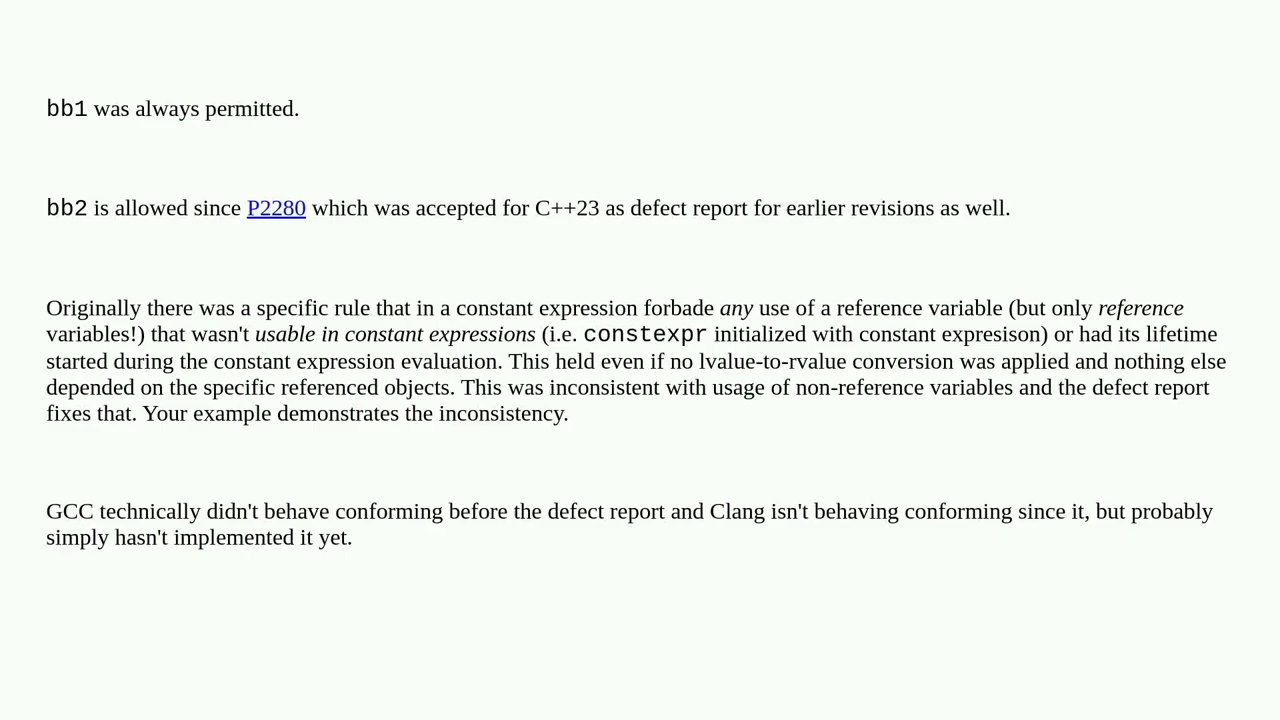 bb1 was always permitted.
bb2 is allowed since P2280 which was accepted for C++23 as defect report for earlier revisions as well.
Originally there was a specific rule that in a constant expression forbade any use of a reference variable (but only reference
variables!) that wasn't usable in constant expressions (i.e. constexpr initialized with constant expresison) or had its lifetime
started during the constant expression evaluation. This held even if no lvalue-to-rvalue conversion was applied and nothing else
depended on the specific referenced objects. This was inconsistent with usage of non-reference variables and the defect report
fixes that. Your example demonstrates the inconsistency.
GCC technically didn't behave conforming before the defect report and Clang isn't behaving conforming since it, but probably
simply hasn't implemented it yet.